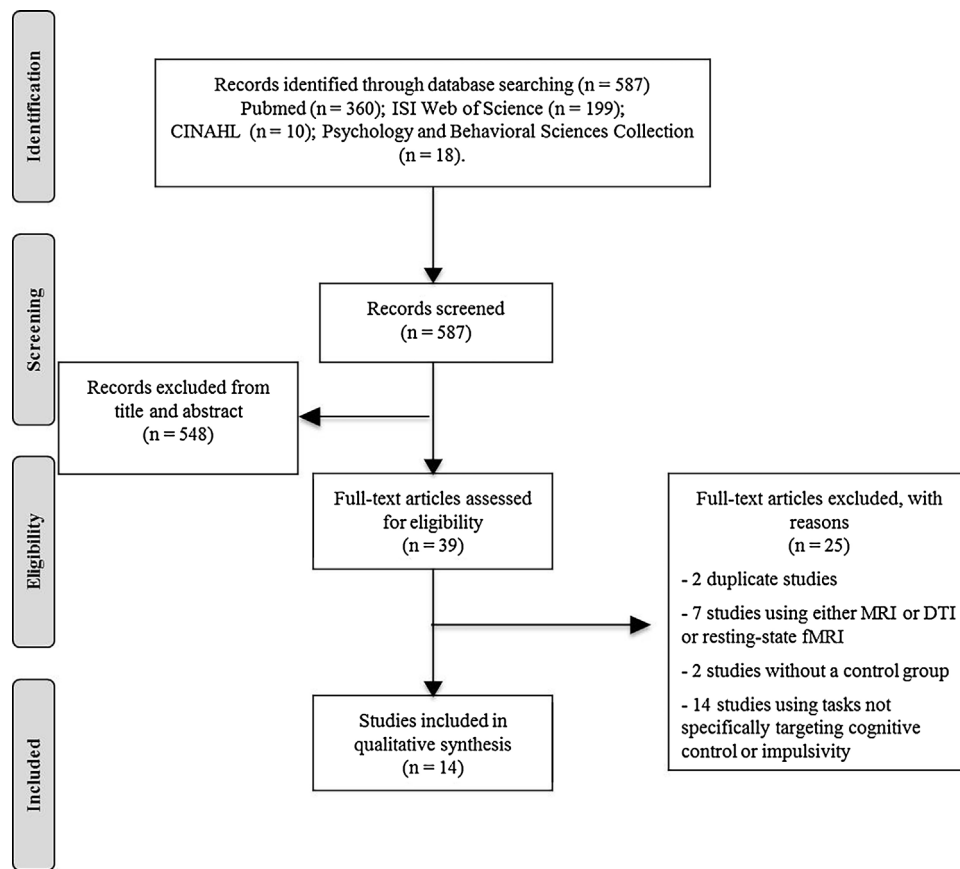 Identification
Records identified through database searching (n = 587)
Pubmed (n = 360); ISI Web of Science (n = 199);
CINAHL (n = 10); Psychology and Behavioral Sciences Collection
(n = 18).
Screening
Records screened
(n = 587)
Records excluded from
title and abstract
(n = 548)
Eligibility
Full-text articles assessed
for eligibility
(n = 39)
Full-text articles excluded, with
reasons
(n = 25)
- 2 duplicate studies
- 7 studies using either MRI or DTI
or resting-state fMRI
- 2 studies without a control group
- 14 studies using tasks not
specifically targeting cognitive
control or impulsivity
Included
Studies included in
qualitative synthesis
(n = 14)